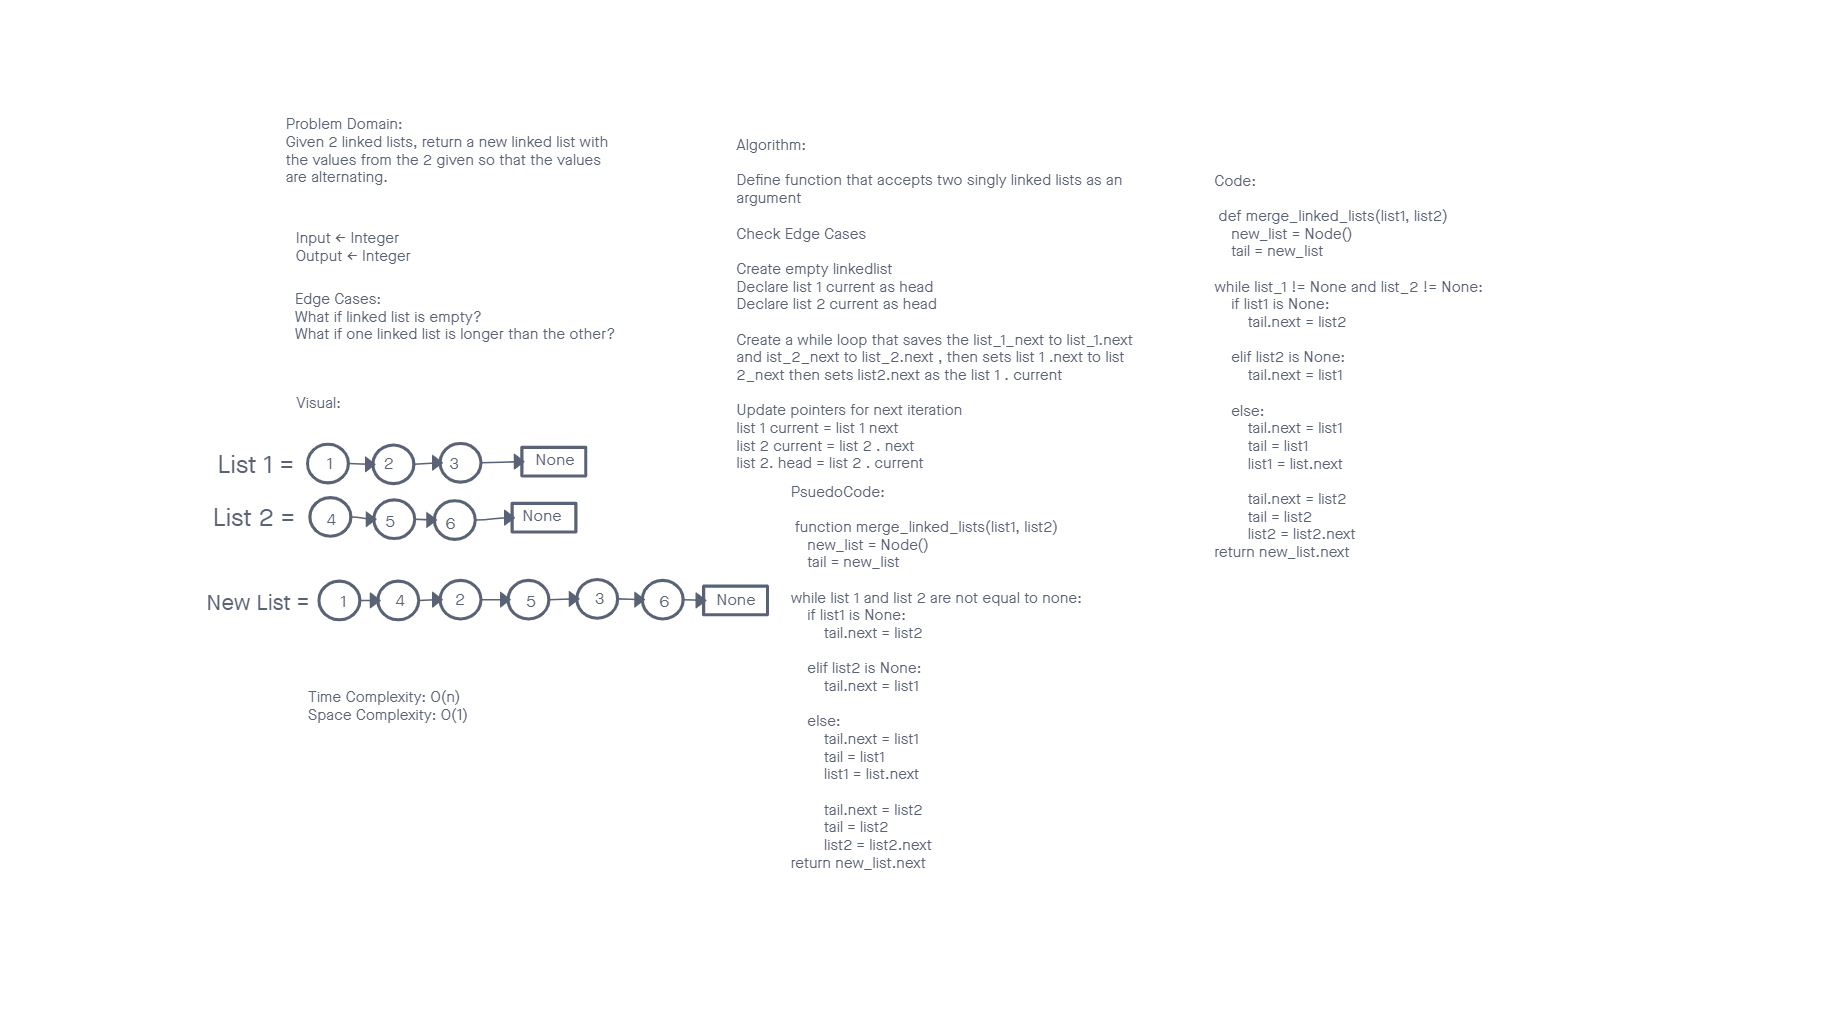 Problem Domain:
Given 2 linked lists, return a new linked list with
the values from the 2 given so that the values
are alternating.
Input ← Integer
Output ← Integer
Edge Cases:
What if linked list is empty?
What if one linked list is longer than the other?
Visual:
List 1 = 1 2 3 None
List 2 = 4 5 6 None
New List = 1 4 2 5 3 6 None
Time Complexity: O(n)
Space Complexity: O(1)
Algorithm:
Define function that accepts two singly linked lists as an
argument
Check Edge Cases
Create empty linkedlist
Declare list 1 current as head
Declare list 2 current as head
Create a while loop that saves the list_1_next to list_1.next
and ist_2_next to list_2.next , then sets list 1 .next to list
2_next then sets list2.next as the list 1 . current
Update pointers for next iteration
list 1 current = list 1 next
list 2 current = list 2 . next
list 2. head = list 2 . current
PsuedoCode:
function merge_linked_lists(list1, list2)
new_list = Node()
tail = new_list
while list 1 and list 2 are not equal to none:
if list1 is None:
tail.next = list2
elif list2 is None:
tail.next = list1
else:
tail.next = list1
tail = list1
list1 = list.next
tail.next = list2
tail = list2
list2 = list2.next
return new_list.next
Code:
def merge_linked_lists(list1, list2)
new_list = Node()
tail = new_list
while list_1 != None and list_2 != None:
if list1 is None:
tail.next = list2
elif list2 is None:
tail.next = list1
else:
tail.next = list1
tail = list1
list1 = list.next
tail.next = list2
tail = list2
list2 = list2.next
return new_list.next